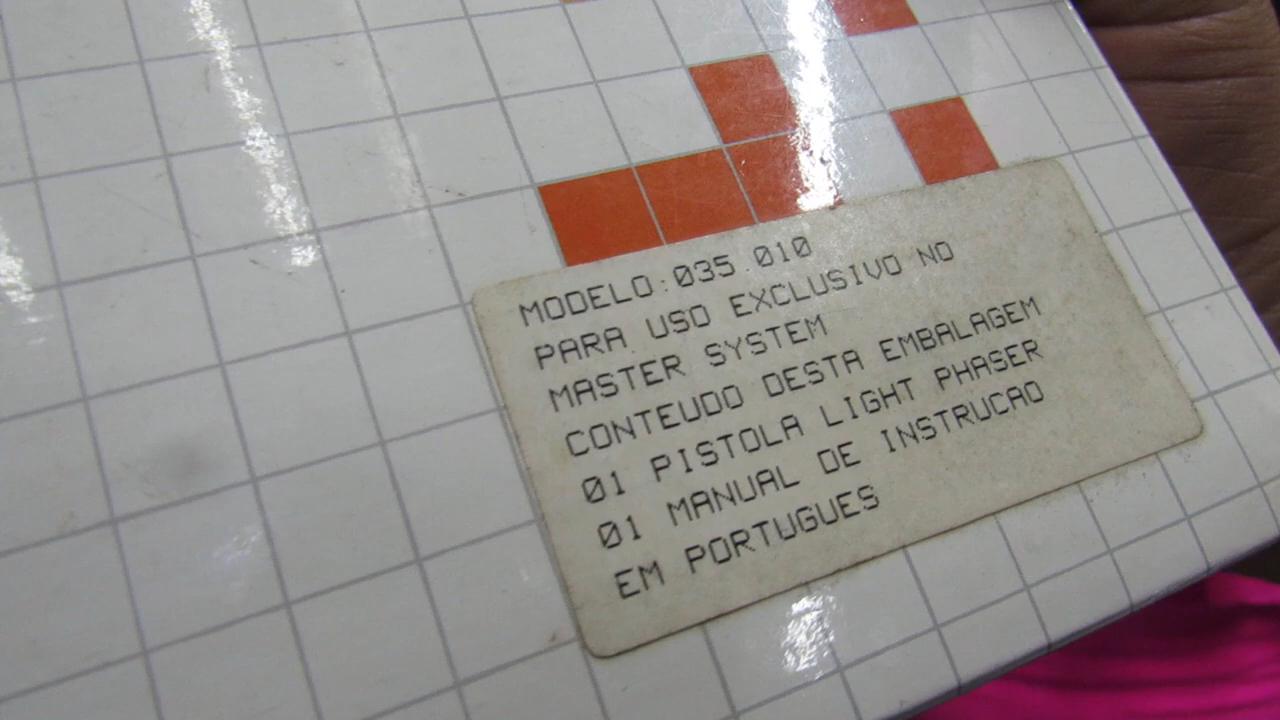 MODELO:035 010
PARA USO EXCLUSIVO NO
MASTER SYSTEM
CONTEUDO DESTA EMBALAGEM
01 PISTOLA LIGHT PHASER
01 MANUAL DE INSTRUCAO
EM PORTUGUES